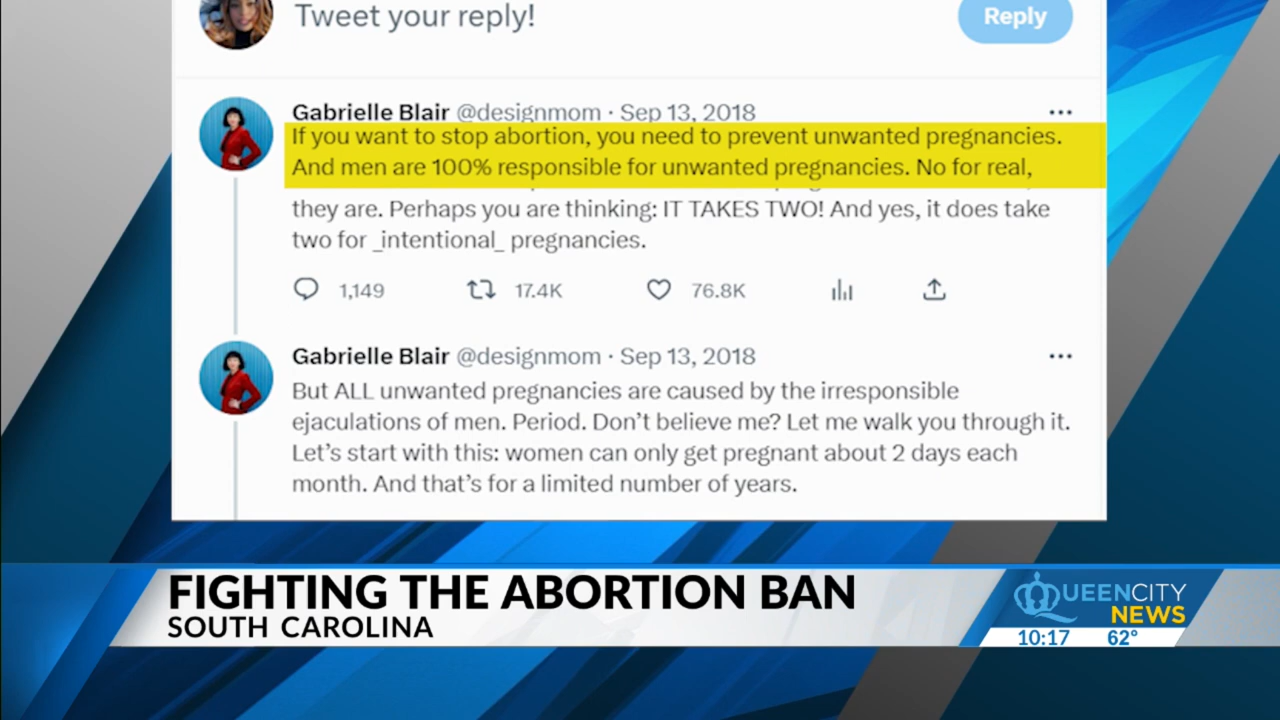 Tweet your reply!
Reply
Gabrielle Blair @designmom · Sep 13, 2018
If you want to stop abortion, you need to prevent unwanted pregnancies.
And men are 100% responsible for unwanted pregnancies. No for real,
they are. Perhaps you are thinking: IT TAKES TWO! And yes, it does take
two for _intentional_ pregnancies.
1,149 17.4K 76.8K
Gabrielle Blair @designmom · Sep 13, 2018
But ALL unwanted pregnancies are caused by the irresponsible
ejaculations of men. Period. Don't believe me? Let me walk you through it.
Let's start with this: women can only get pregnant about 2 days each
month. And that's for a limited number of years.
FIGHTING THE ABORTION BAN
SOUTH CAROLINA
QUEENCITY
NEWS
10:17 62°